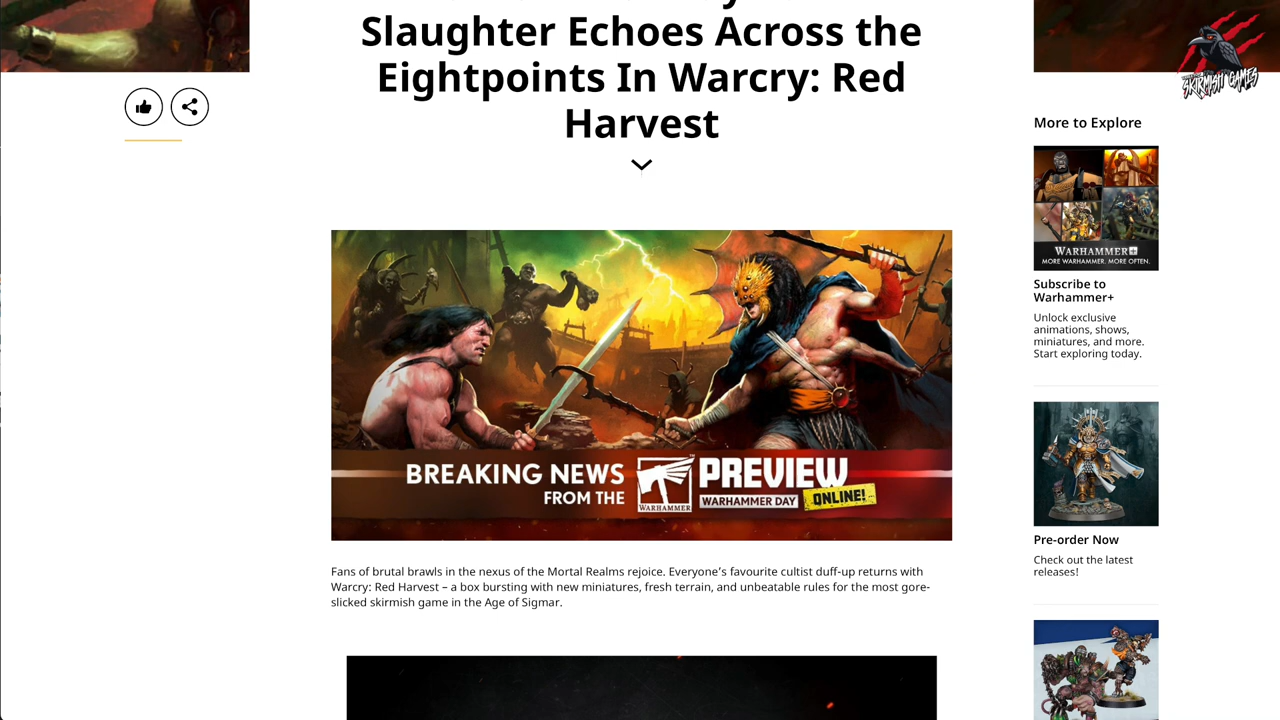 Slaughter Echoes Across the
Eightpoints In Warcry: Red
Harvest
SKIRMISH GAMES
More to Explore
WARHAMMER+
MORE WARHAMMER. MORE OFTEN.
Subscribe to
Warhammer+
Unlock exclusive
animations, shows,
miniatures, and more.
Start exploring today.
BREAKING NEWS
FROM THE
WARHAMMER
PREVIEW
WARHAMMER DAY
ONLINE!
Fans of brutal brawls in the nexus of the Mortal Realms rejoice. Everyone’s favourite cultist duff-up returns with
Warcry: Red Harvest – a box bursting with new miniatures, fresh terrain, and unbeatable rules for the most gore-
slicked skirmish game in the Age of Sigmar.
Pre-order Now
Check out the latest
releases!